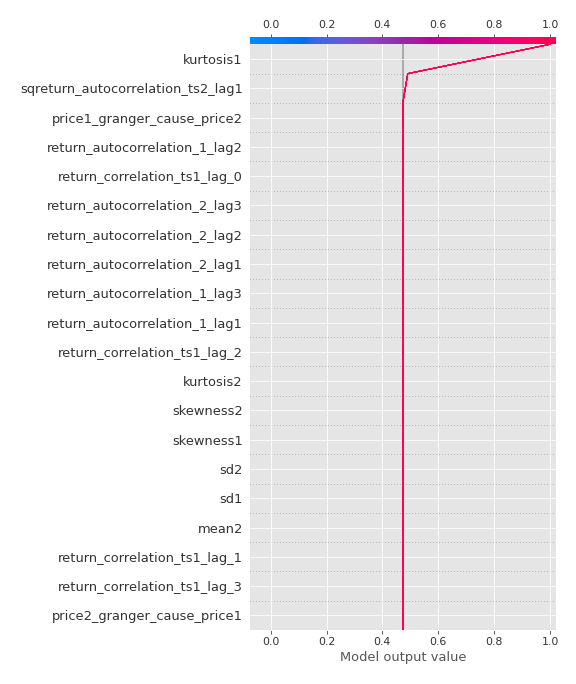 0.0 0.2 0.4 0.6 0.8 1.0
kurtosis1
sqreturn_autocorrelation_ts2_lag1
price1_granger_cause_price2
return_autocorrelation_1_lag2
return_correlation_ts1_lag_0
return_autocorrelation_2_lag3
return_autocorrelation_2_lag2
return_autocorrelation_2_lag1
return_autocorrelation_1_lag3
return_autocorrelation_1_lag1
return_correlation_ts1_lag_2
kurtosis2
skewness2
skewness1
sd2
sd1
mean2
return_correlation_ts1_lag_1
return_correlation_ts1_lag_3
price2_granger_cause_price1
0.0 0.2 0.4 0.6 0.8 1.0
Model output value